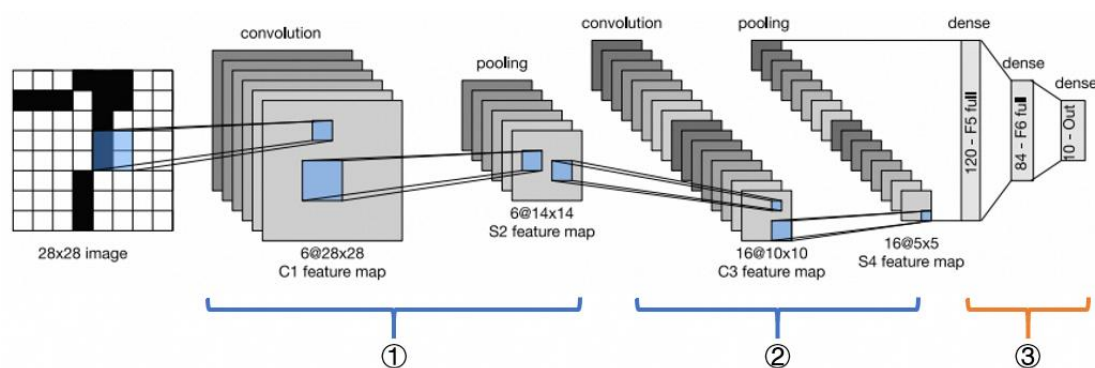 convolution
28x28 image
6@28x28
C1 feature map
pooling
6@14x14
S2 feature map
convolution
16@10x10
C3 feature map
pooling
16@5x5
S4 feature map
dense
120 - F5 full
dense
84 - F6 full
dense
10 - Out
①
②
③